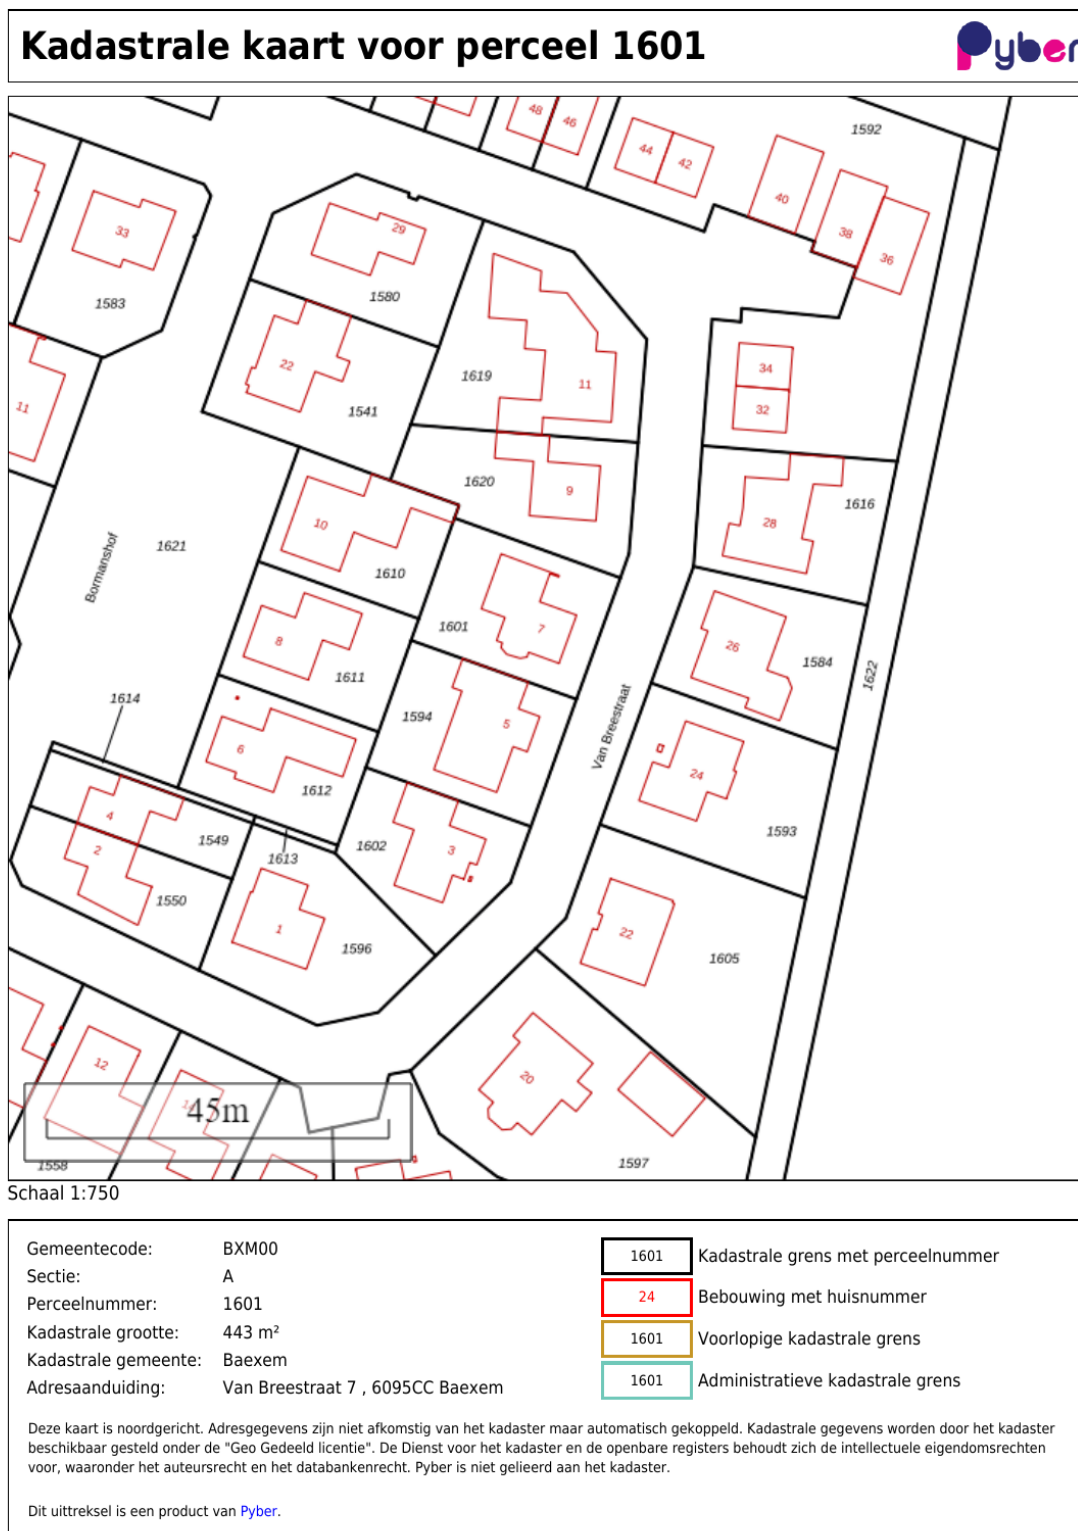 Kadastrale kaart voor perceel 1601
Pyber
48
46
1592
44
42
40
33
29
38
36
1583
1580
22
34
1619
11
11
1541
32
1620
9
1616
10
28
Bormanshof
1621
1610
1601
7
8
26
1584
1611
1622
1614
1594
5
Van Breestraat
6
24
1612
4
1549
1602
3
1593
2
1613
1550
1
1596
22
1605
12
20
45m
1558
1597
Schaal 1:750
Gemeentecode: BXM00
Sectie: A
Perceelnummer: 1601
Kadastrale grootte: 443 m²
Kadastrale gemeente: Baexem
Adresaanduiding: Van Breestraat 7 , 6095CC Baexem
1601 Kadastrale grens met perceelnummer
24 Bebouwing met huisnummer
1601 Voorlopige kadastrale grens
1601 Administratieve kadastrale grens
Deze kaart is noordgericht. Adresgegevens zijn niet afkomstig van het kadaster maar automatisch gekoppeld. Kadastrale gegevens worden door het kadaster
beschikbaar gesteld onder de "Geo Gedeeld licentie". De Dienst voor het kadaster en de openbare registers behoudt zich de intellectuele eigendomsrechten
voor, waaronder het auteursrecht en het databankenrecht. Pyber is niet gelieerd aan het kadaster.
Dit uittreksel is een product van Pyber.